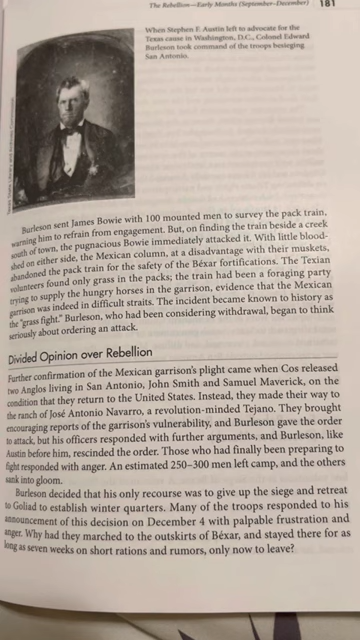 The Rebellion—Early Months (September–December) 181
When Stephen F. Austin left to advocate for the
Texas cause in Washington, D.C., Colonel Edward
Burleson took command of the troops besieging
San Antonio.
Burleson sent James Bowie with 100 mounted men to survey the pack train,
warning him to refrain from engagement. But, on finding the train beside a creek
south of town, the pugnacious Bowie immediately attacked it. With little blood-
shed on either side, the Mexican column, at a disadvantage with their muskets,
abandoned the pack train for the safety of the Béxar fortifications. The Texian
volunteers found only grass in the packs; the train had been a foraging party
trying to supply the hungry horses in the garrison, evidence that the Mexican
garrison was indeed in difficult straits. The incident became known to history as
the "grass fight." Burleson, who had been considering withdrawal, began to think
seriously about ordering an attack.
Divided Opinion over Rebellion
Further confirmation of the Mexican garrison's plight came when Cos released
two Anglos living in San Antonio, John Smith and Samuel Maverick, on the
condition that they return to the United States. Instead, they made their way to
the ranch of José Antonio Navarro, a revolution-minded Tejano. They brought
encouraging reports of the garrison's vulnerability, and Burleson gave the order
to attack, but his officers responded with further arguments, and Burleson, like
Austin before him, rescinded the order. Those who had finally been preparing to
fight responded with anger. An estimated 250–300 men left camp, and the others
sank into gloom.
Burleson decided that his only recourse was to give up the siege and retreat
to Goliad to establish winter quarters. Many of the troops responded to his
announcement of this decision on December 4 with palpable frustration and
anger. Why had they marched to the outskirts of Béxar, and stayed there for as
long as seven weeks on short rations and rumors, only now to leave?